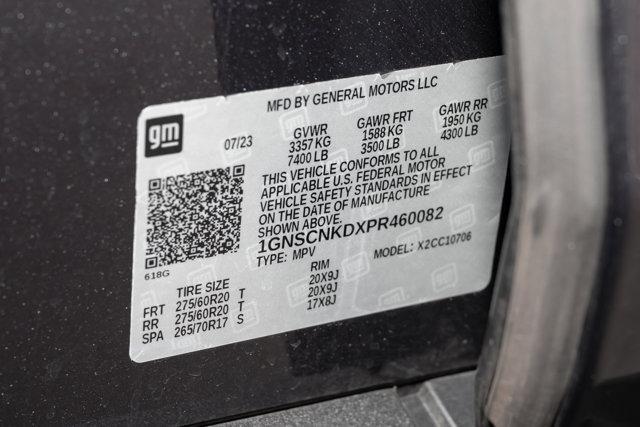 MFD BY GENERAL MOTORS LLC
gm
07/23
GVWR GAWR FRT GAWR RR
3357 KG 1588 KG 1950 KG
7400 LB 3500 LB 4300 LB
THIS VEHICLE CONFORMS TO ALL
APPLICABLE U.S. FEDERAL MOTOR
VEHICLE SAFETY STANDARDS IN EFFECT
ON THE DATE OF MANUFACTURE
SHOWN ABOVE.
1GNSCNKDXPR460082
TYPE: MPV MODEL: X2CC10706
618G
TIRE SIZE RIM
FRT 275/60R20 T 20X9J
RR 275/60R20 T 20X9J
SPA 265/70R17 S 17X8J